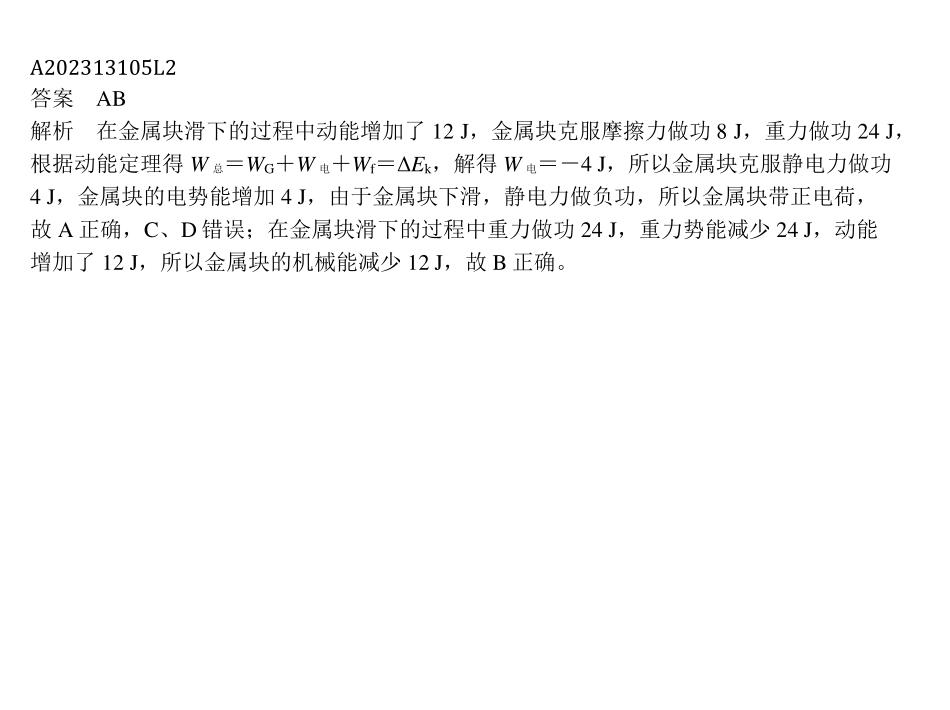 A202313105L2
答案　AB
解析　在金属块滑下的过程中动能增加了 12 J，金属块克服摩擦力做功 8 J，重力做功 24 J，
根据动能定理得 W总＝WG＋W电＋Wf＝ΔEk，解得 W电＝－4 J，所以金属块克服静电力做功
4 J，金属块的电势能增加 4 J，由于金属块下滑，静电力做负功，所以金属块带正电荷，
故 A 正确，C、D 错误；在金属块滑下的过程中重力做功 24 J，重力势能减少 24 J，动能
增加了 12 J，所以金属块的机械能减少 12 J，故 B 正确。